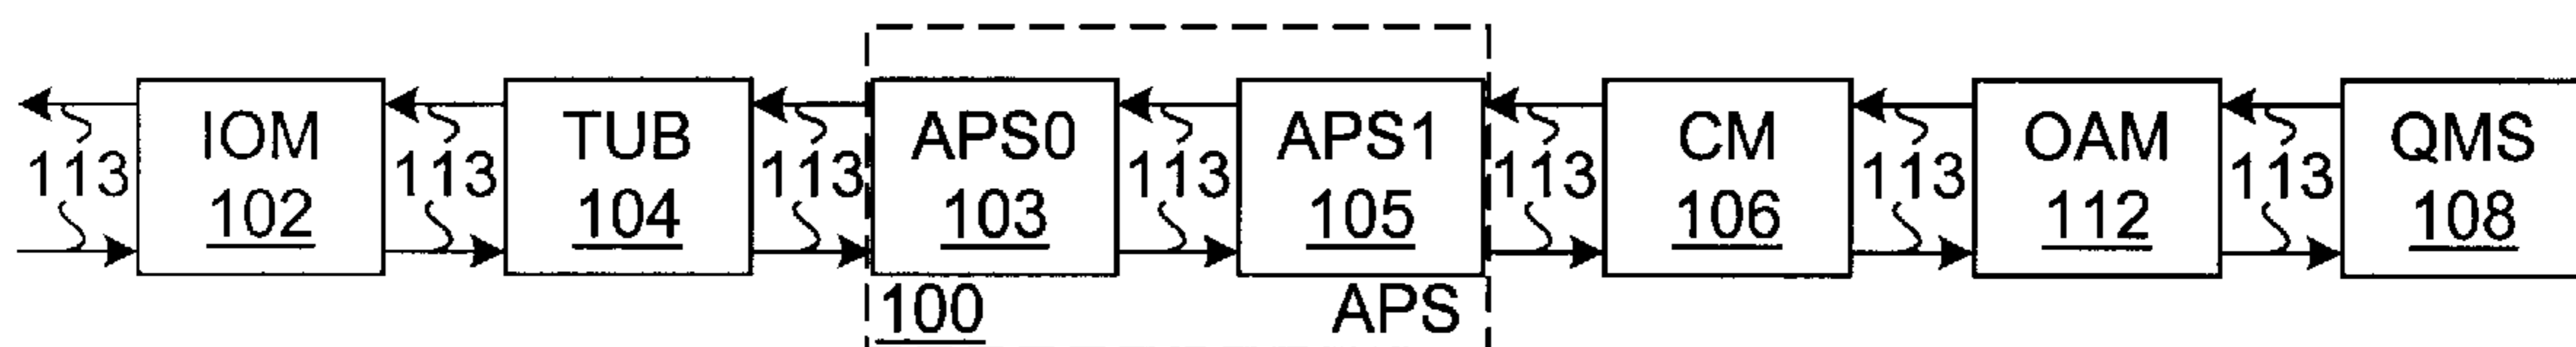 IOM TUB APS0 APS1 CM OAM QMS
113 113 113 113 113 113 113
102 104 103 105 106 112 108
100 APS